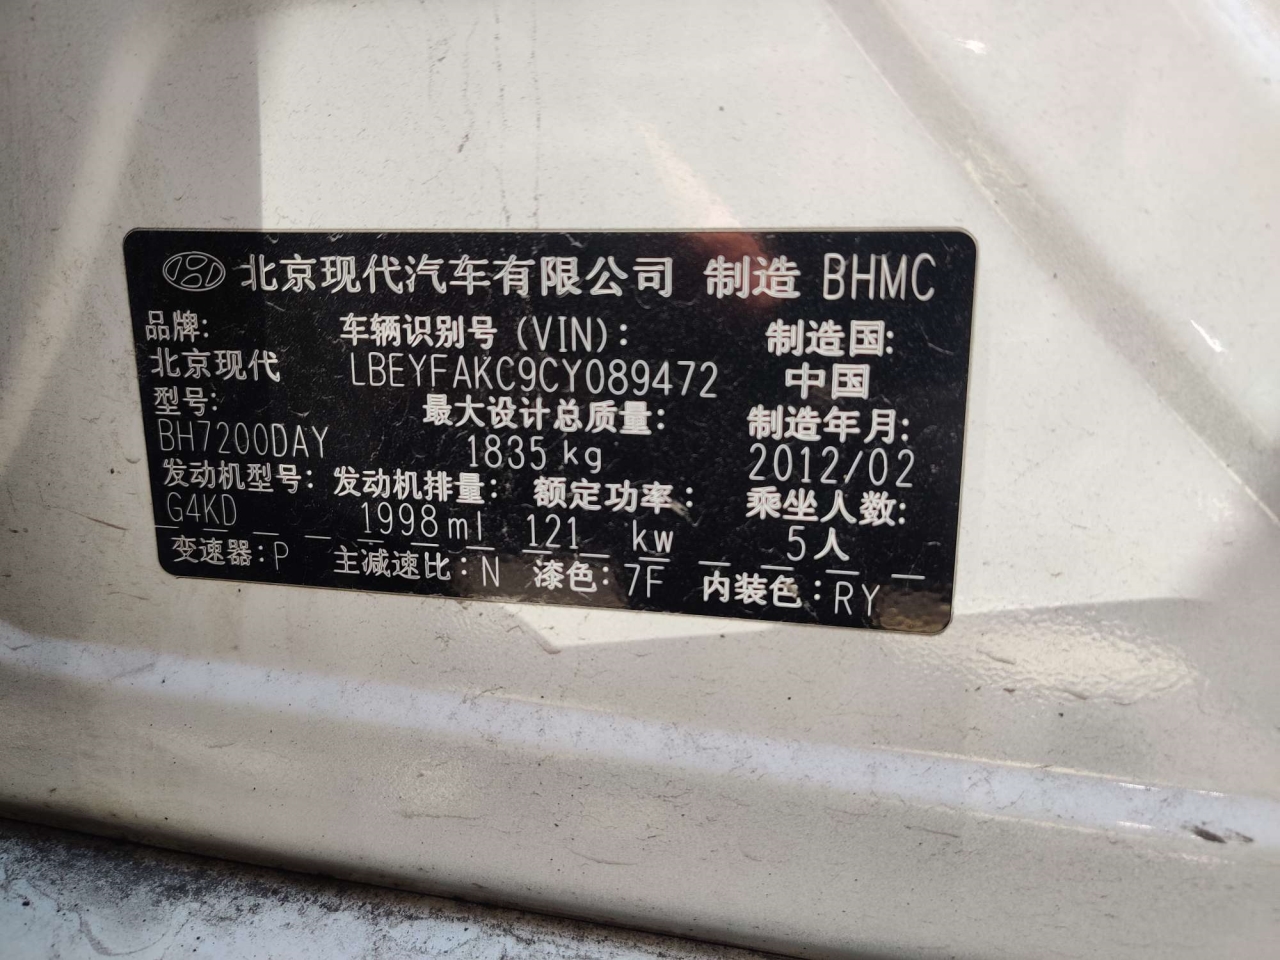 北京现代汽车有限公司 制造 BHMC
品牌: 车辆识别号 (VIN): 制造国:
北京现代 LBEYFAKC9CY089472 中国
型号: 最大设计总质量: 制造年月:
BH7200DAY 1835 kg 2012/02
发动机型号: 发动机排量: 额定功率: 乘坐人数:
G4KD 1998ml 121 kw 5人
变速器:P 主减速比:N 漆色:7F 内装色:RY